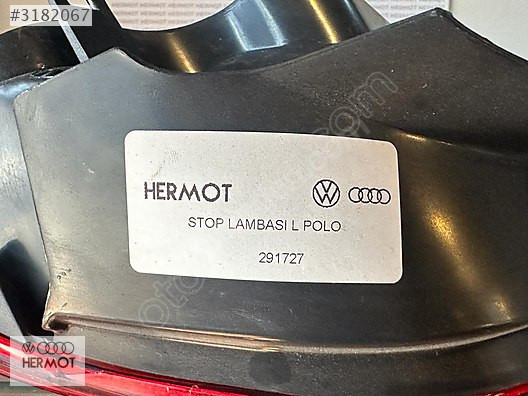 #3182067
HERMOT
STOP LAMBASI L POLO
291727
HERMOT